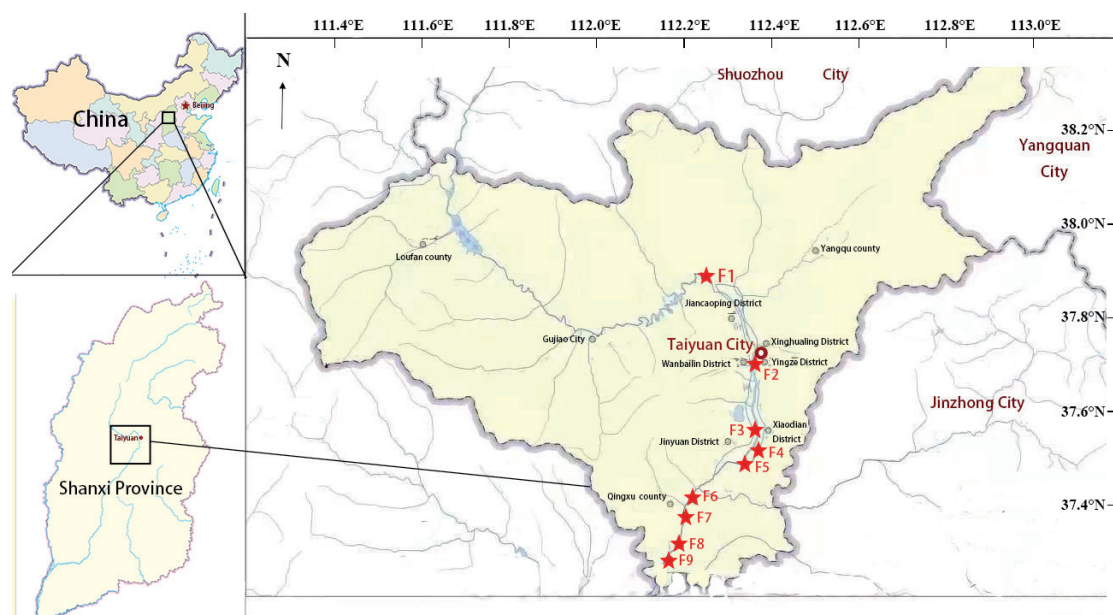 111.4°E 111.6°E 112.0°E 112.2°E 112.4°E 112.6°E 112.8°E 113.0°E
N
China
Beijing
Shuozhou City
38.2°N
Yangquan
City
38.0°N
Loufan county
Yangqu county
F1
Jiancaoping District
37.8°N
Gujiao City
Taiyuan City
Xinghualing District
Wanbailin District
Yingze District
F2
37.6°N
Jinzhong City
F3
Xiaodian
District
Jinyuan District
F4
F5
Taiyuan
Shanxi Province
Qingxu county
F6
37.4°N
F7
F8
F9